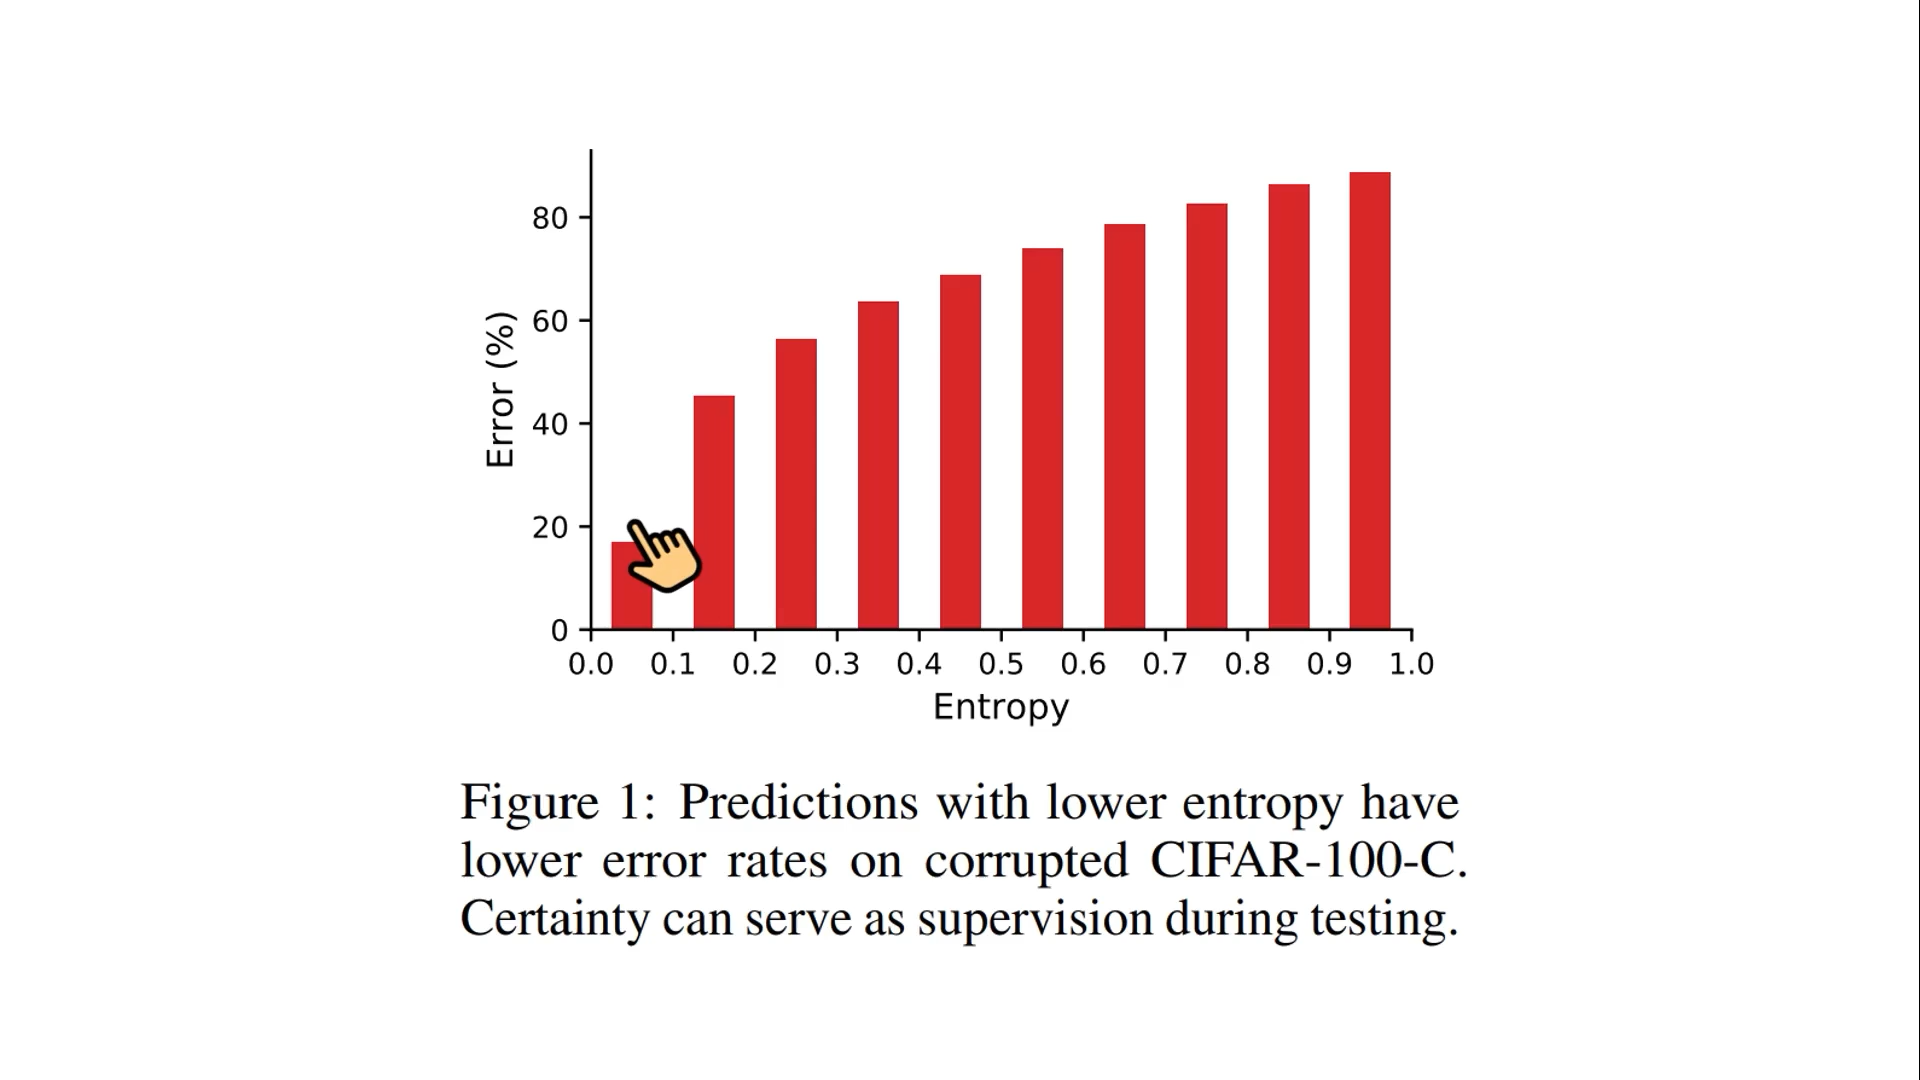 80
60
40
20
0
Error (%)
0.0 0.1 0.2 0.3 0.4 0.5 0.6 0.7 0.8 0.9 1.0
Entropy
Figure 1: Predictions with lower entropy have
lower error rates on corrupted CIFAR-100-C.
Certainty can serve as supervision during testing.